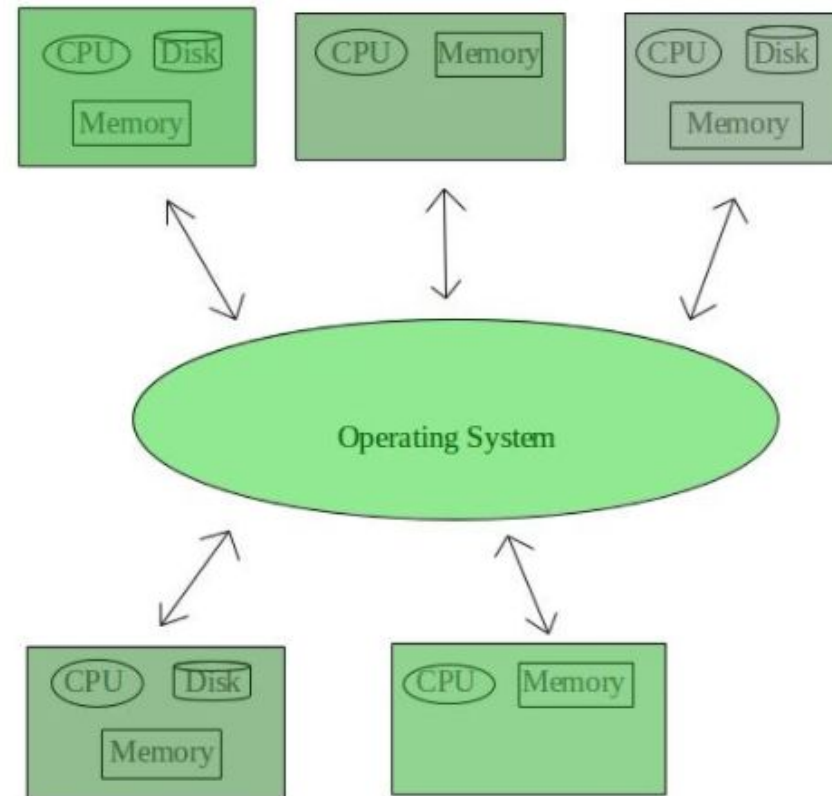 CPU Disk
Memory
CPU Memory
CPU Disk
Memory
Operating System
CPU Disk
Memory
CPU Memory